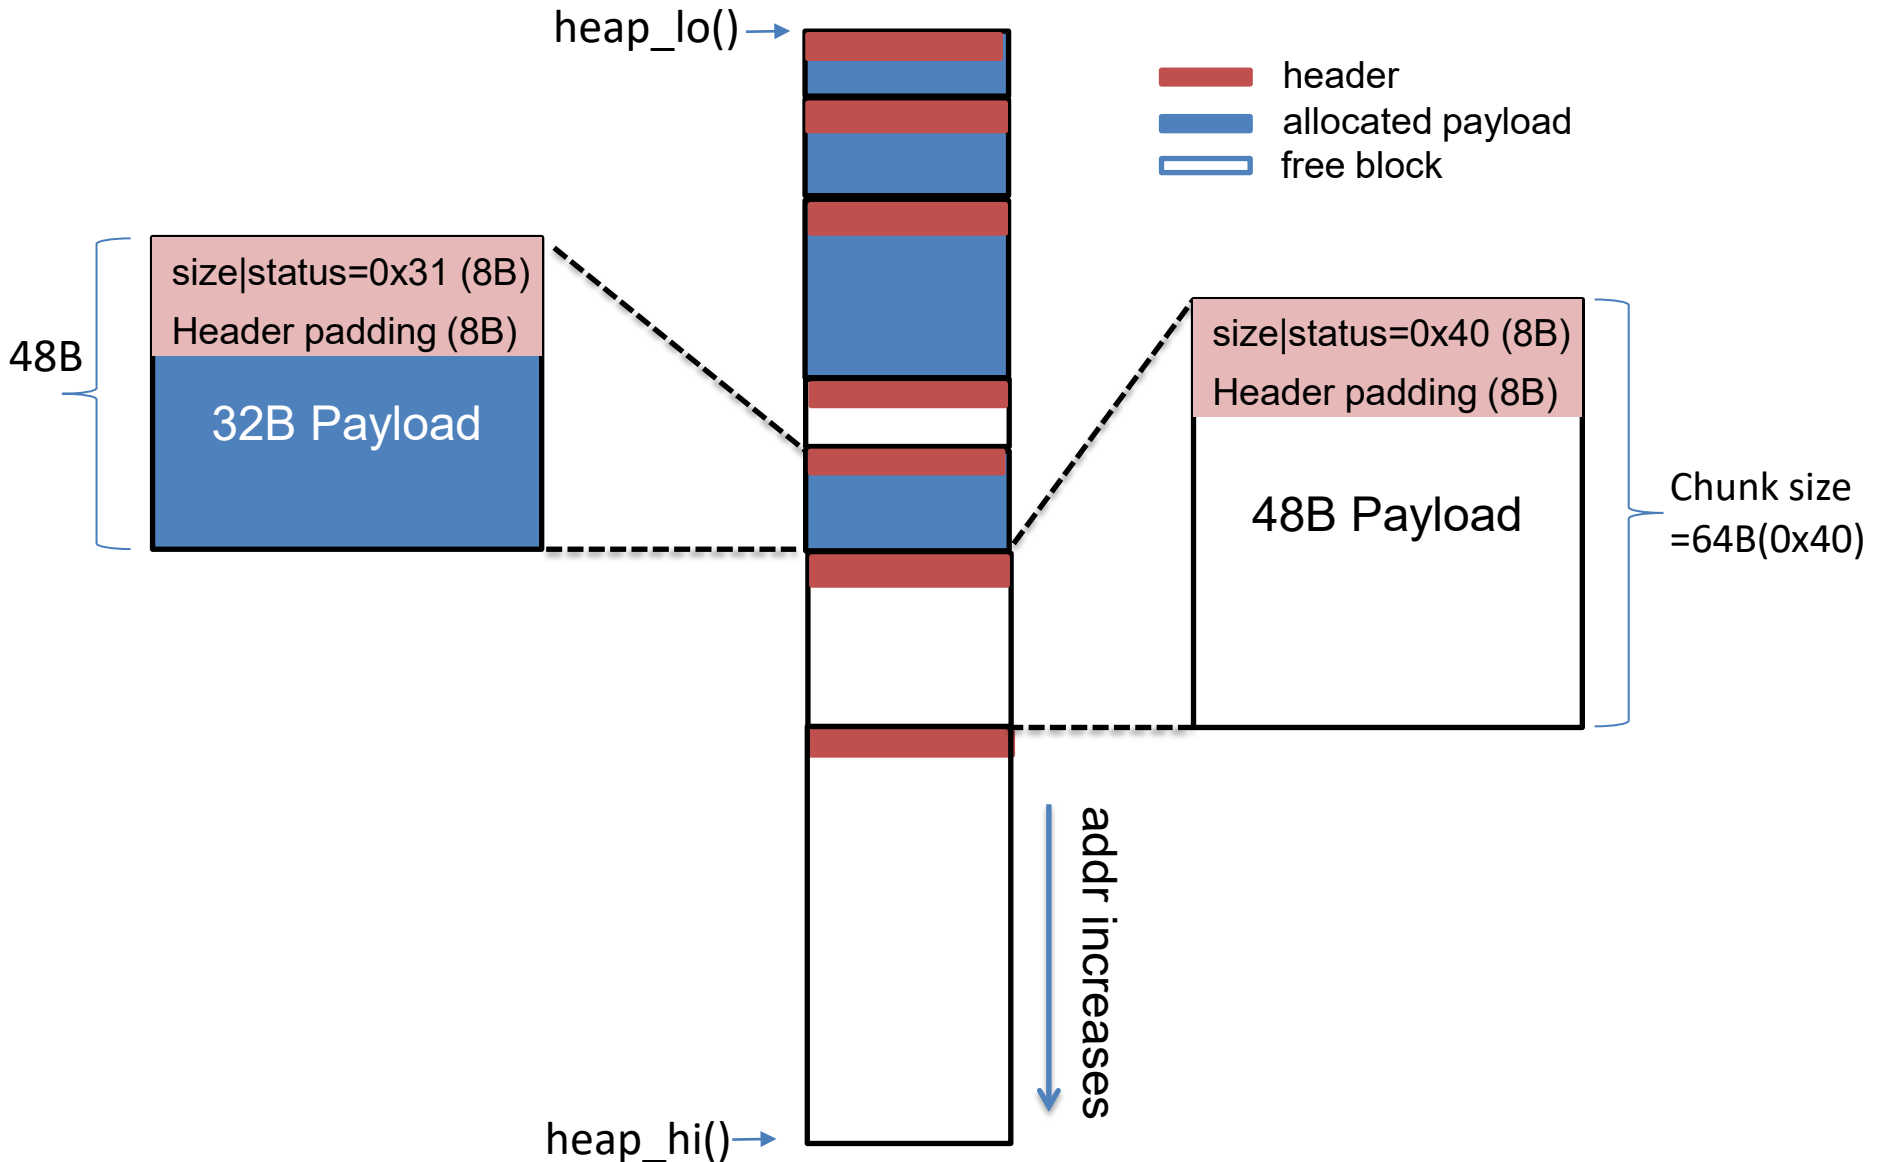 heap_lo()
header
allocated payload
free block
size|status=0x31 (8B)
Header padding (8B)
48B
32B Payload
size|status=0x40 (8B)
Header padding (8B)
48B Payload
Chunk size
=64B(0x40)
addr increases
heap_hi()